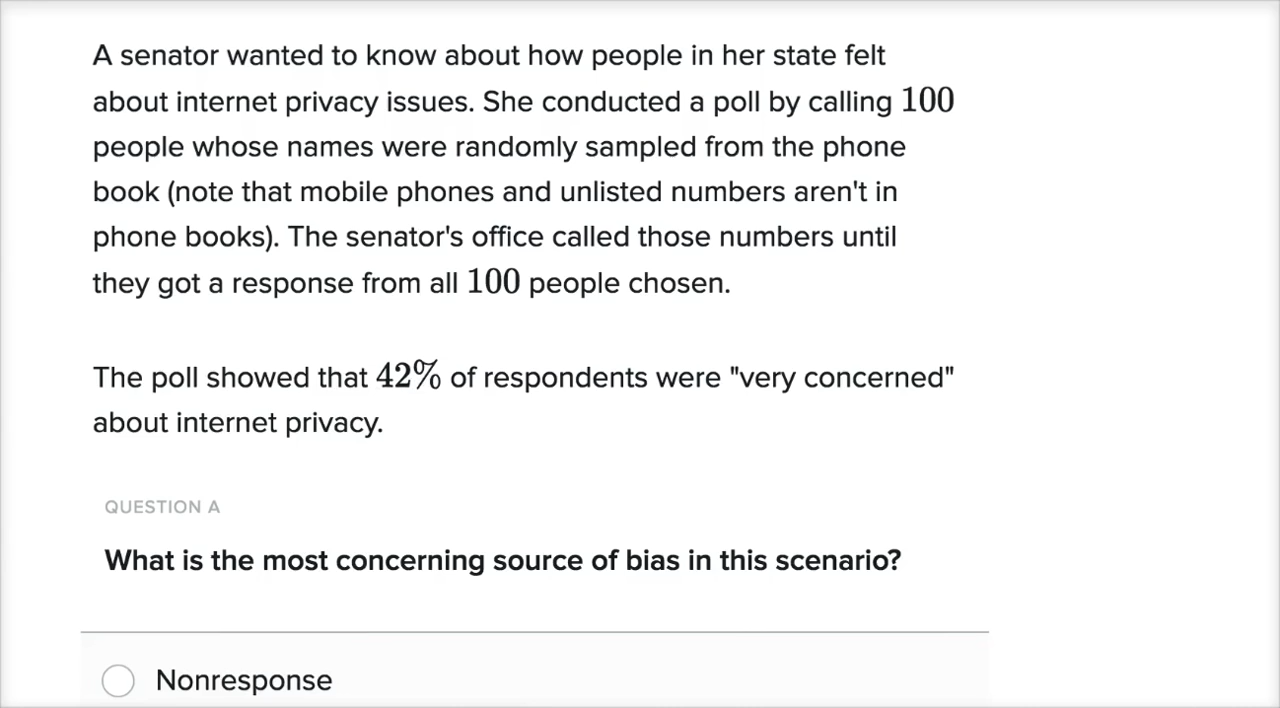 A senator wanted to know about how people in her state felt
about internet privacy issues. She conducted a poll by calling 100
people whose names were randomly sampled from the phone
book (note that mobile phones and unlisted numbers aren't in
phone books). The senator's office called those numbers until
they got a response from all 100 people chosen.
The poll showed that 42% of respondents were "very concerned"
about internet privacy.
QUESTION A
What is the most concerning source of bias in this scenario?
Nonresponse